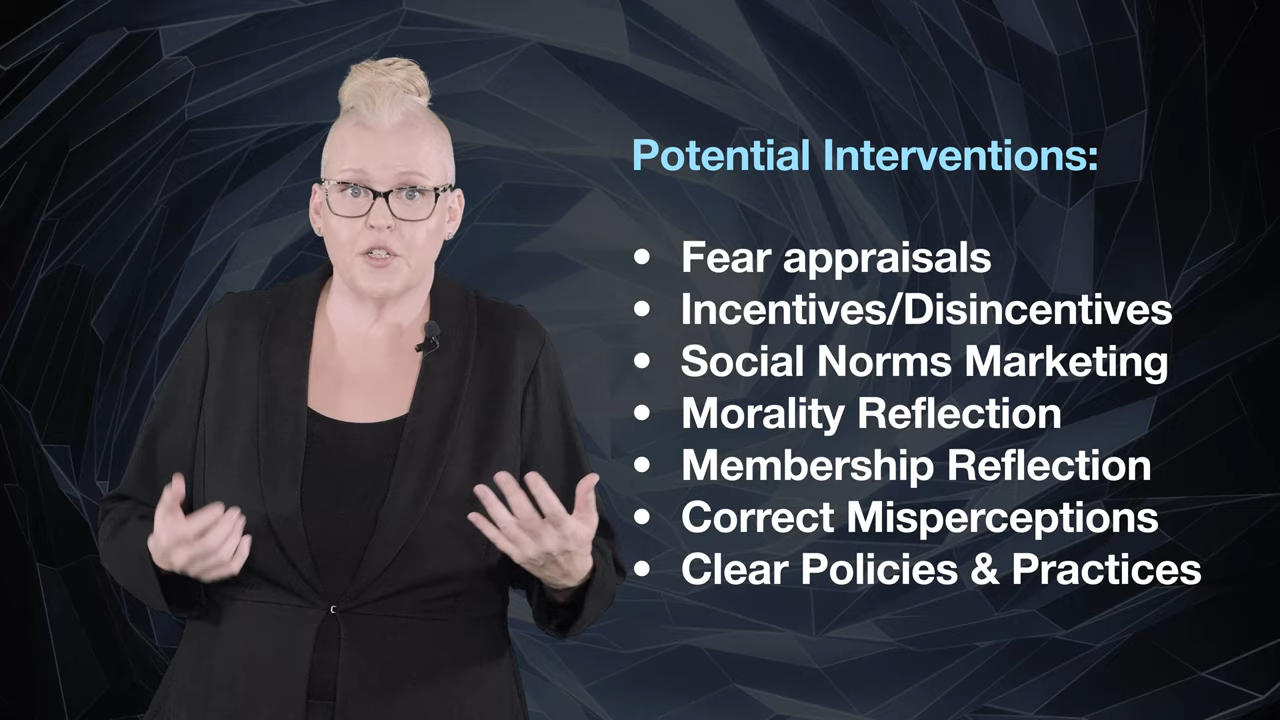 Potential Interventions:
• Fear appraisals
• Incentives/Disincentives
• Social Norms Marketing
• Morality Reflection
• Membership Reflection
• Correct Misperceptions
• Clear Policies & Practices